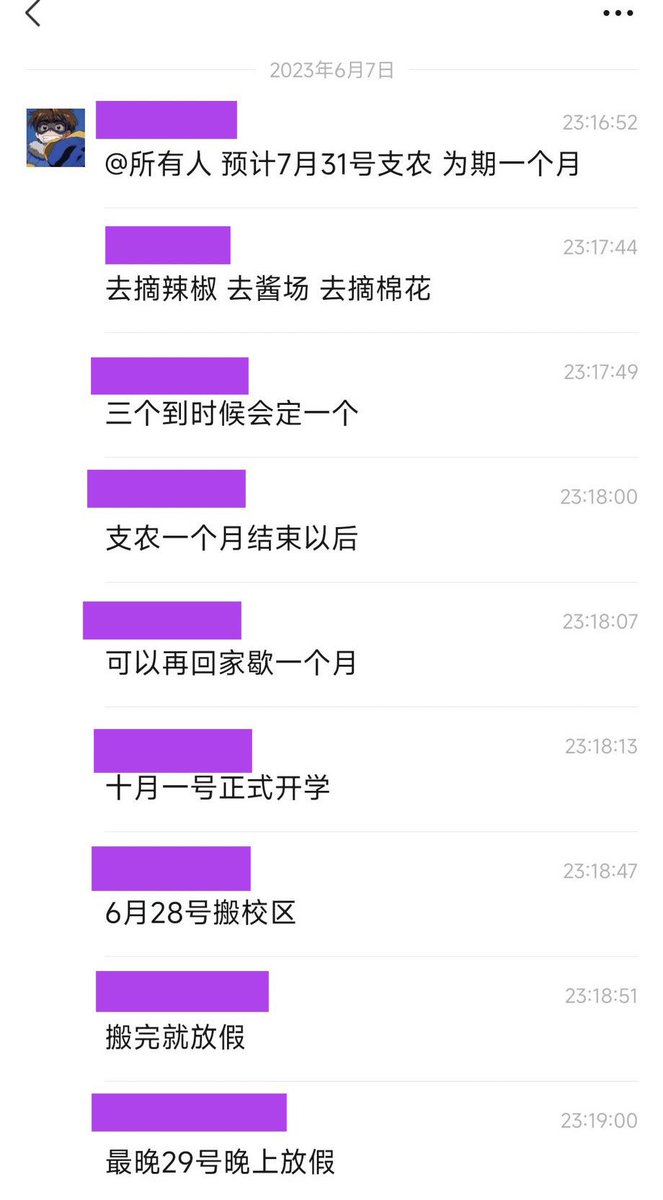 2023年6月7日
23:16:52
@所有人 预计7月31号支农 为期一个月
23:17:44
去摘辣椒 去酱场 去摘棉花
23:17:49
三个到时候会定一个
23:18:00
支农一个月结束以后
23:18:07
可以再回家歇一个月
23:18:13
十月一号正式开学
23:18:47
6月28号搬校区
23:18:51
搬完就放假
23:19:00
最晚29号晚上放假